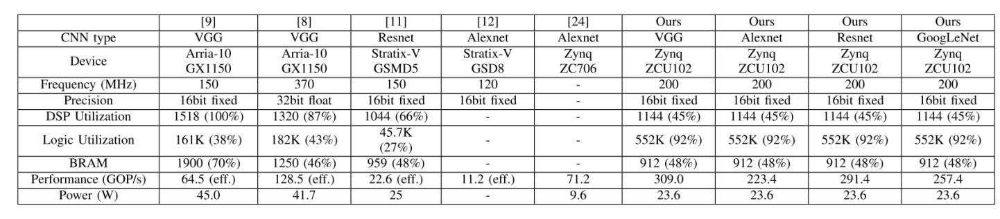 [9] [8] [11] [12] [24] Ours Ours Ours Ours
CNN type VGG VGG Resnet Alexnet Alexnet VGG Alexnet Resnet GoogLeNet
Device Arria-10 GX1150 Arria-10 GX1150 Stratix-V GSMD5 Stratix-V GSD8 Zynq ZC706 Zynq ZCU102 Zynq ZCU102 Zynq ZCU102 Zynq ZCU102
Frequency (MHz) 150 370 150 120 - 200 200 200 200
Precision 16bit fixed 32bit float 16bit fixed 16bit fixed - 16bit fixed 16bit fixed 16bit fixed 16bit fixed
DSP Utilization 1518 (100%) 1320 (87%) 1044 (66%) - - 1144 (45%) 1144 (45%) 1144 (45%) 1144 (45%)
Logic Utilization 161K (38%) 182K (43%) 45.7K (27%) - - 552K (92%) 552K (92%) 552K (92%) 552K (92%)
BRAM 1900 (70%) 1250 (46%) 959 (48%) - - 912 (48%) 912 (48%) 912 (48%) 912 (48%)
Performance (GOP/s) 64.5 (eff.) 128.5 (eff.) 22.6 (eff.) 11.2 (eff.) 71.2 309.0 223.4 291.4 257.4
Power (W) 45.0 41.7 25 - 9.6 23.6 23.6 23.6 23.6